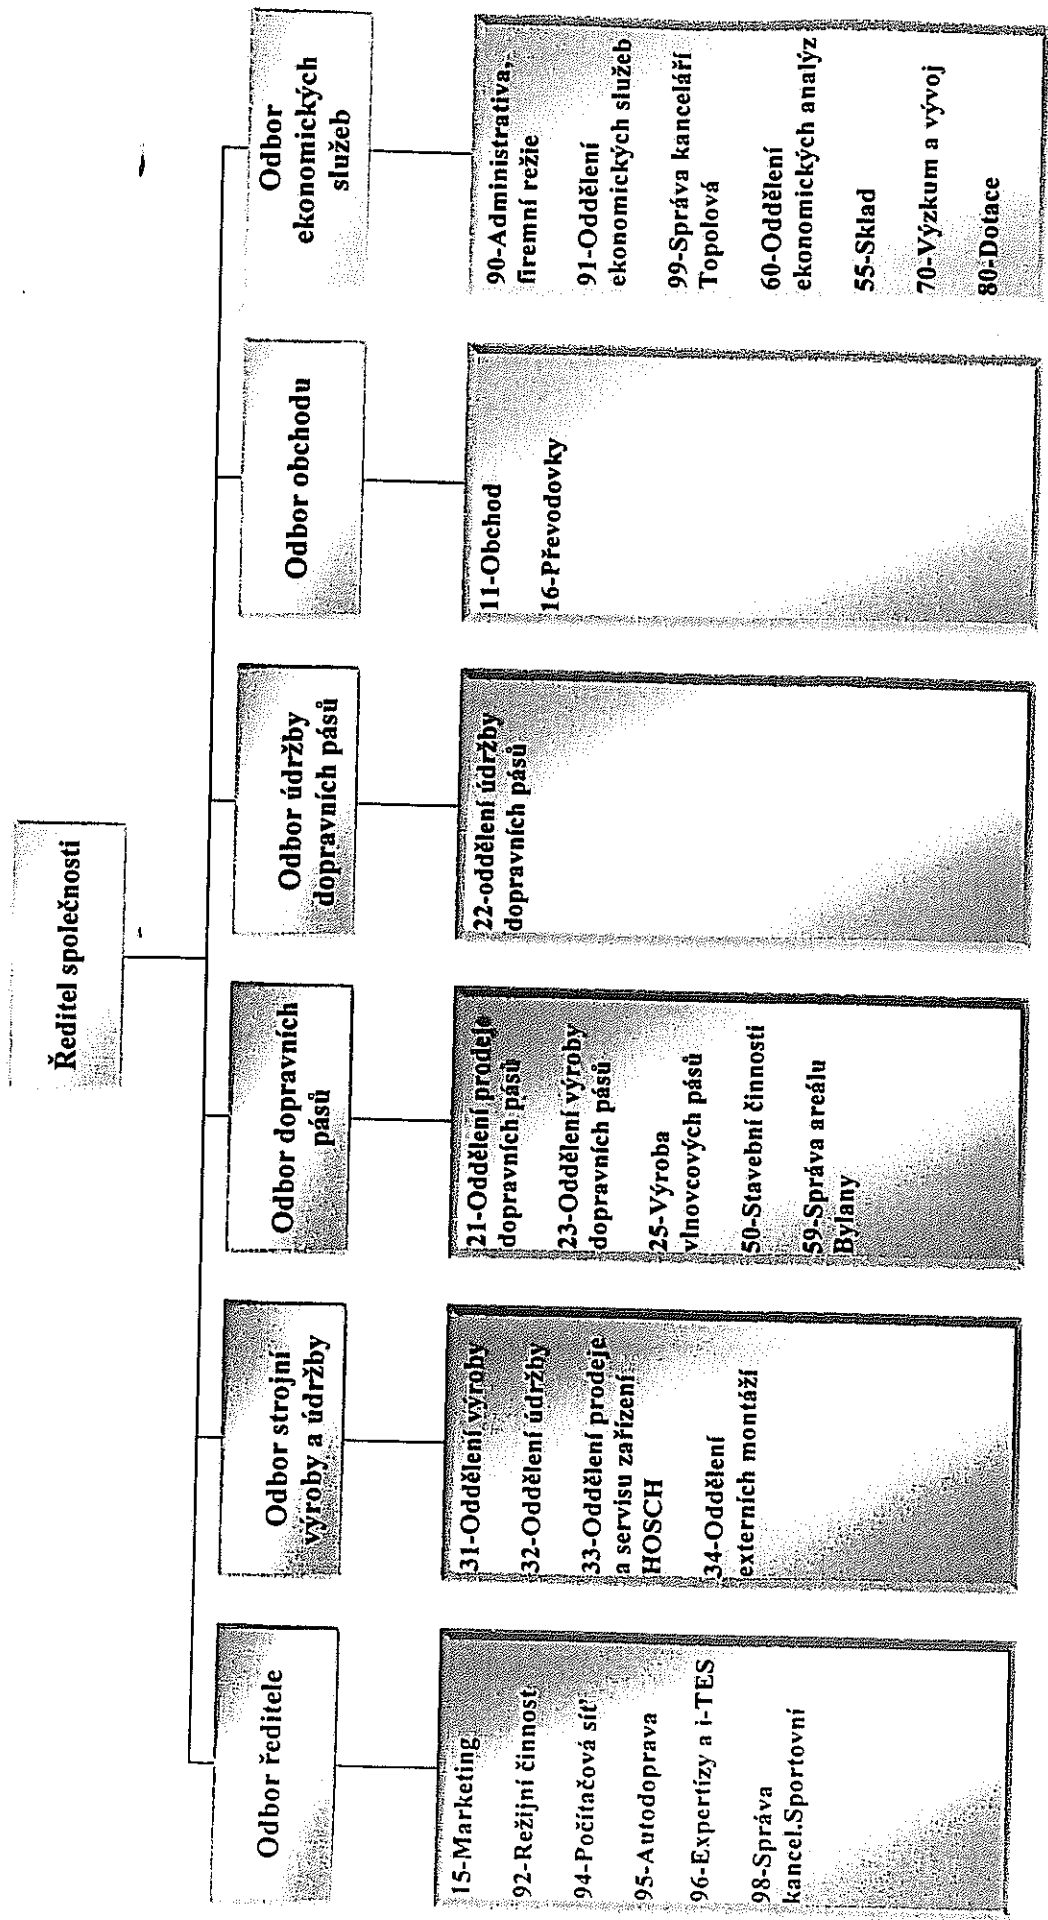 Ředitel společnosti
Odbor ředitele
15-Marketing
92-Režijní činnost
94-Počítačová síť
95-Autodoprava
96-Expertízy a i-TES
98-Správa
kancel.Sportovní
Odbor strojní
výroby a údržby
31-Oddělení výroby
32-Oddělení údržby
33-Oddělení prodeje
a servisu zařízení
HOSCH
34-Oddělení
externích montáží
Odbor dopravních
pásů
21-Oddělení prodeje
dopravních pásů
23-Oddělení výroby
dopravních pásů
25-Výroba
vlnovcových pásů
50-Stavební činnosti
59-Správa areálu
Bylany
Odbor údržby
dopravních pásů
22-oddělení údržby
dopravních pásů
Odbor obchodu
11-Obchod
16-Převodovky
Odbor
ekonomických
služeb
90-Administrativa,
firemní režie
91-Oddělení
ekonomických služeb
99-Správa kanceláří
Topolová
60-Oddělení
ekonomických analýz
55-Sklad
70-Výzkum a vývoj
80-Dotace